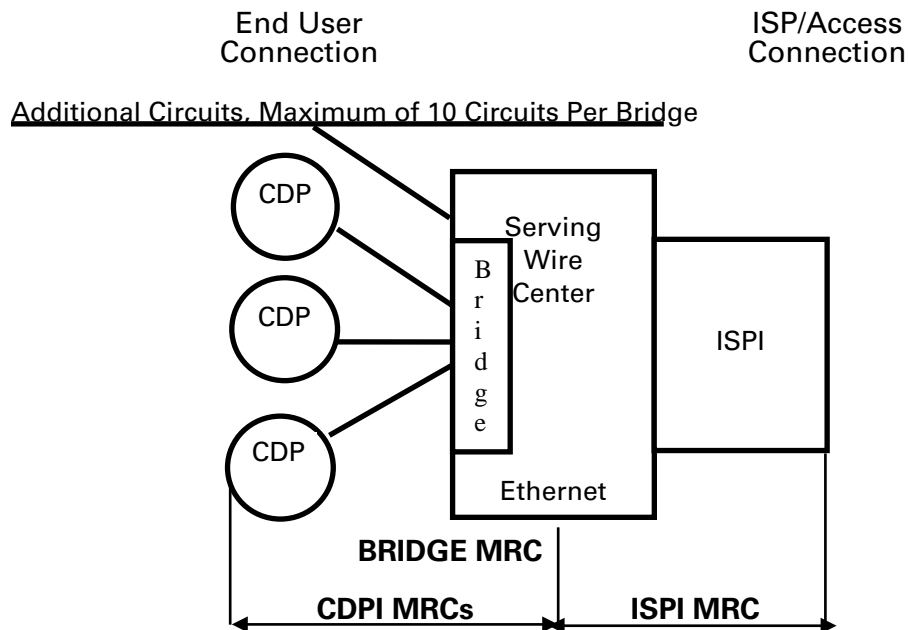 End User
Connection
ISP/Access
Connection
Additional Circuits, Maximum of 10 Circuits Per Bridge
CDP
CDP
CDP
Bridge
Serving
Wire
Center
Ethernet
ISPI
BRIDGE MRC
CDPI MRCs
ISPI MRC